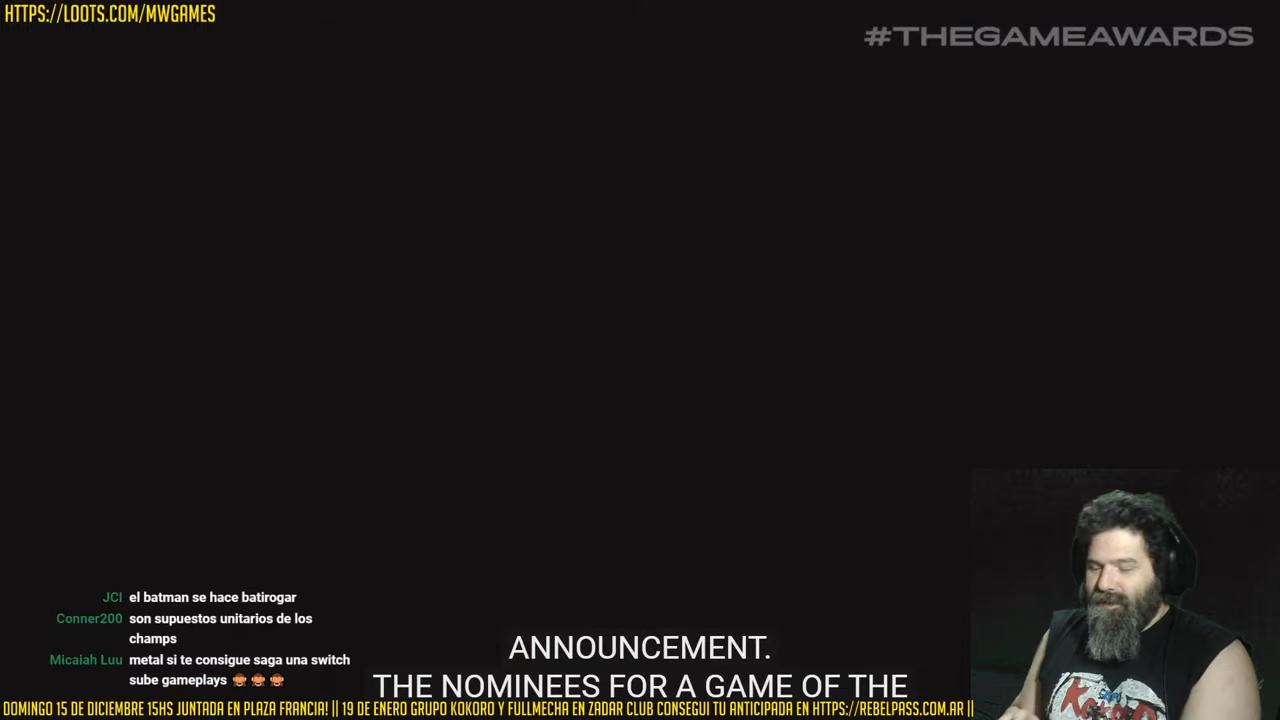 HTTPS://LOOTS.COM/MWGAMES
#THEGAMEAWARDS
JCI el batman se hace batirogar
Conner200 son supuestos unitarios de los
champs
Micaiah Luu metal si te consigue saga una switch
sube gameplays 🙈🙈🙈
ANNOUNCEMENT.
THE NOMINEES FOR A GAME OF THE
DOMINGO 15 DE DICIEMBRE 15HS JUNTADA EN PLAZA FRANCIA! || 19 DE ENERO GRUPO KOKORO Y FULLMECHA EN ZADAR CLUB CONSEGUI TU ANTICIPADA EN HTTPS://REBELPASS.COM.AR ||